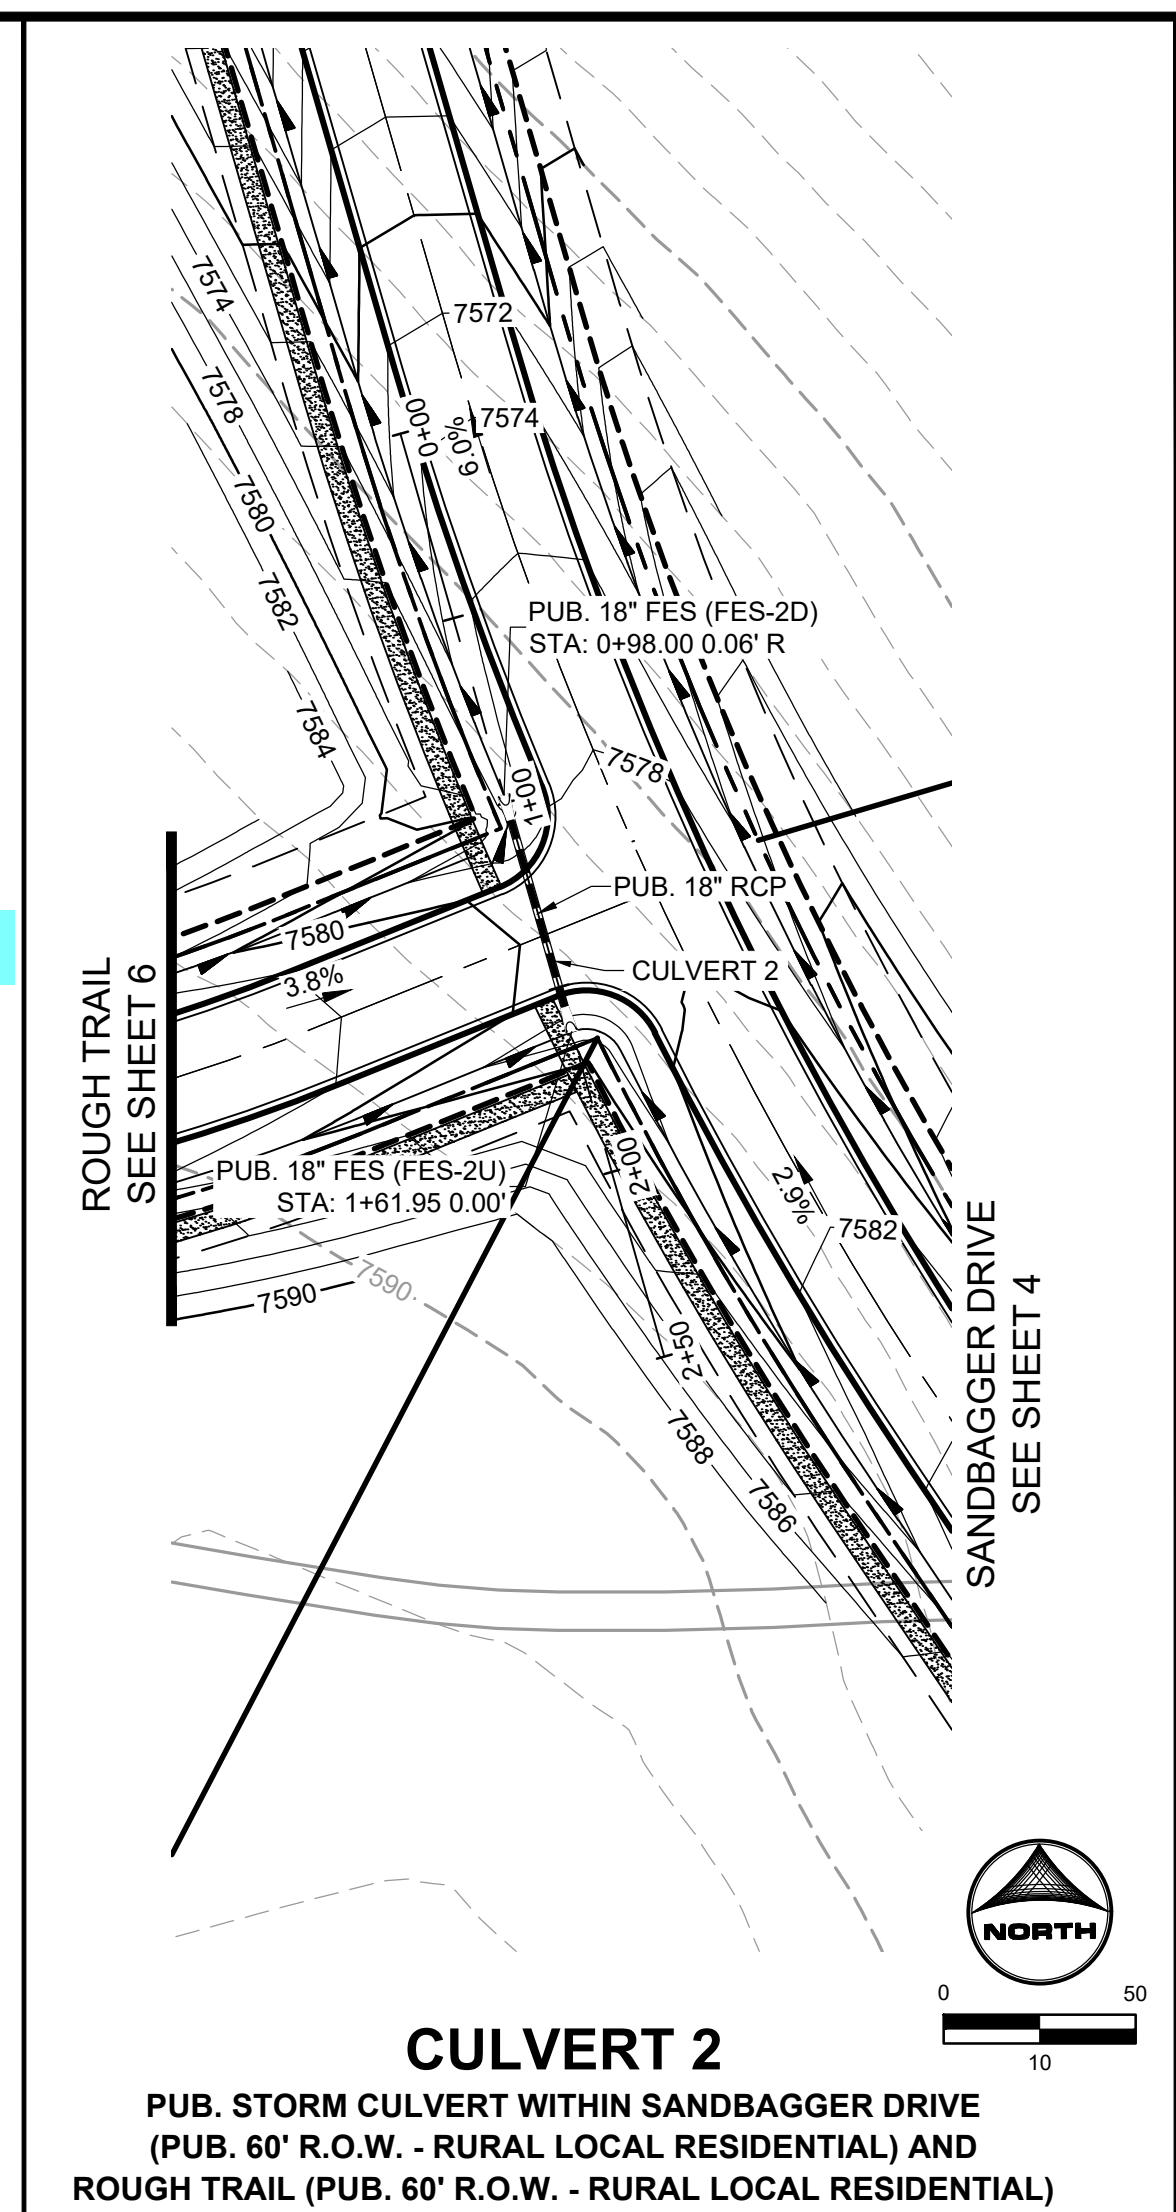 7574
7572
7578
7574
0+00
6.0%
7580
7582
PUB. 18" FES (FES-2D)
STA: 0+98.00 0.06' R
7584
7578
1+00
PUB. 18" RCP
7580
CULVERT 2
3.8%
ROUGH TRAIL
SEE SHEET 6
2+00
PUB. 18" FES (FES-2U)
STA: 1+61.95 0.00'
2.9%
7582
7590
7590
2+50
SANDBAGGER DRIVE
SEE SHEET 4
7588
7586
NORTH
0 50
10
CULVERT 2
PUB. STORM CULVERT WITHIN SANDBAGGER DRIVE
(PUB. 60' R.O.W. - RURAL LOCAL RESIDENTIAL) AND
ROUGH TRAIL (PUB. 60' R.O.W. - RURAL LOCAL RESIDENTIAL)